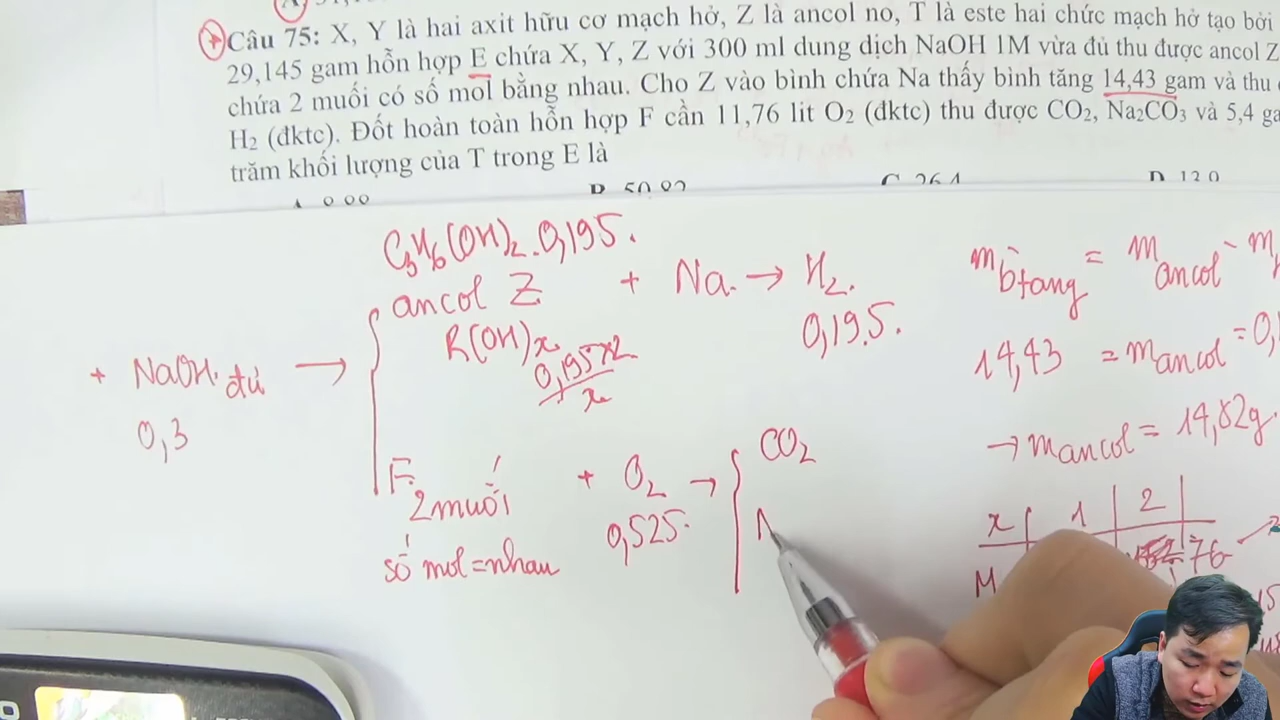 Câu 75: X, Y là hai axit hữu cơ mạch hở, Z là ancol no, T là este hai chức mạch hở tạo bởi
29,145 gam hỗn hợp E chứa X, Y, Z với 300 ml dung dịch NaOH 1M vừa đủ thu được ancol Z
chứa 2 muối có số mol bằng nhau. Cho Z vào bình chứa Na thấy bình tăng 14,43 gam và thu
H₂ (đktc). Đốt hoàn toàn hỗn hợp F cần 11,76 lit O₂ (đktc) thu được CO₂, Na₂CO₃ và 5,4 ga
trăm khối lượng của T trong E là
C₃H₆(OH)₂. 0,195.
ancol Z + Na → H₂.
R(OH)x 0,195.
0,195×2
x
+ NaOH đủ →
0,3
F. 2 muối + O₂ → CO₂
số mol = nhau 0,525. N
m b tang = m ancol - m
14,43 = m ancol = 0,
→ m ancol = 14,82g
x 1 2
M 76